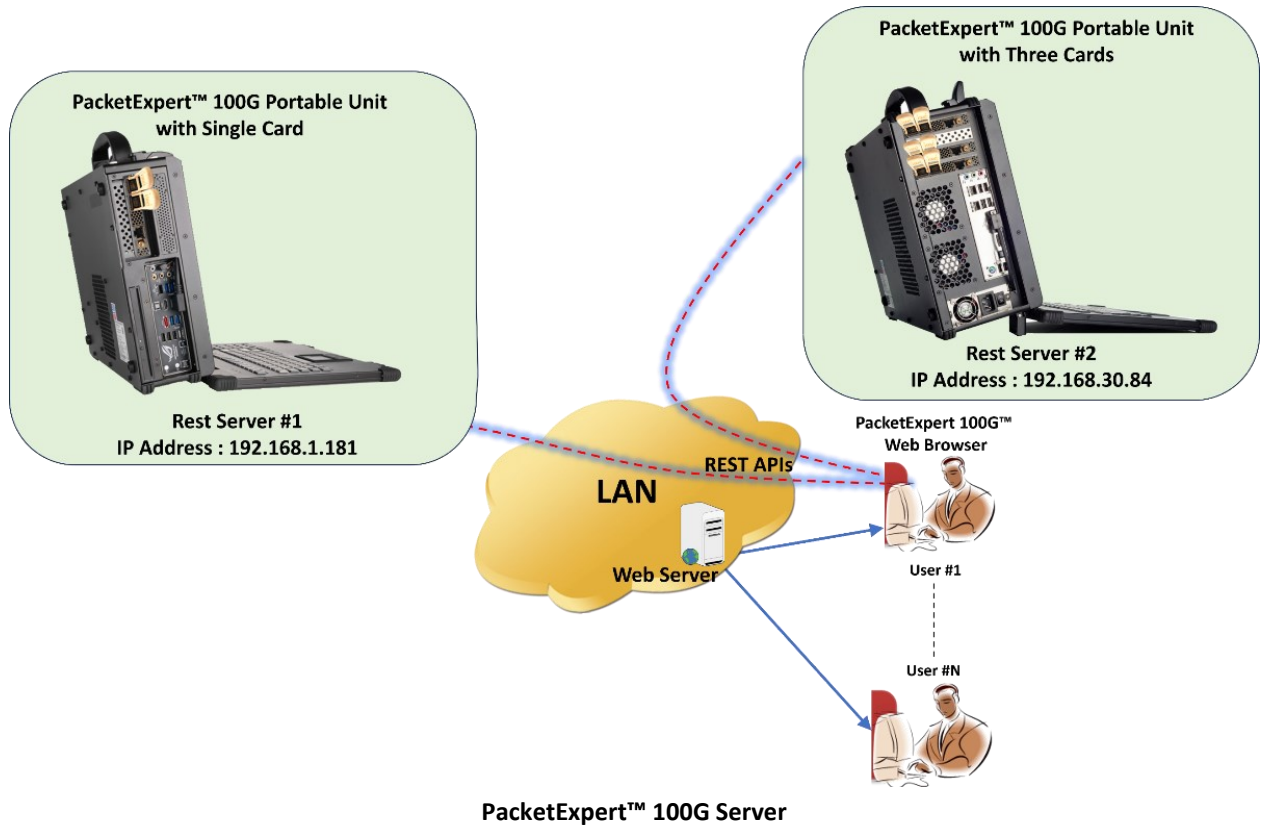 PacketExpert™ 100G Portable Unit
with Single Card
Rest Server #1
IP Address : 192.168.1.181
PacketExpert™ 100G Portable Unit
with Three Cards
Rest Server #2
IP Address : 192.168.30.84
PacketExpert 100G™
Web Browser
REST APIs
LAN
Web Server
User #1
User #N
PacketExpert™ 100G Server